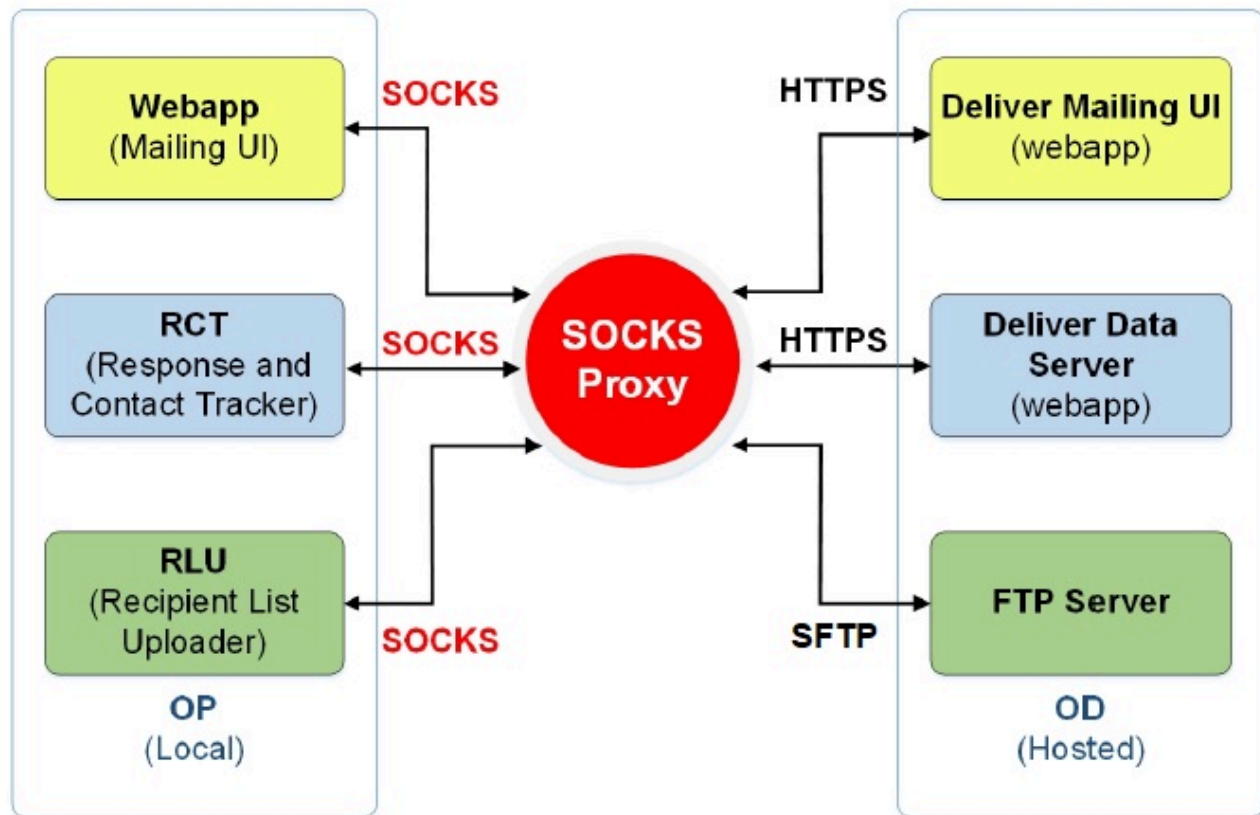 Webapp
(Mailing UI)
SOCKS
HTTPS
Deliver Mailing UI
(webapp)
RCT
(Response and
Contact Tracker)
SOCKS
SOCKS
Proxy
HTTPS
Deliver Data
Server
(webapp)
RLU
(Recipient List
Uploader)
SOCKS
SFTP
FTP Server
OP
(Local)
OD
(Hosted)